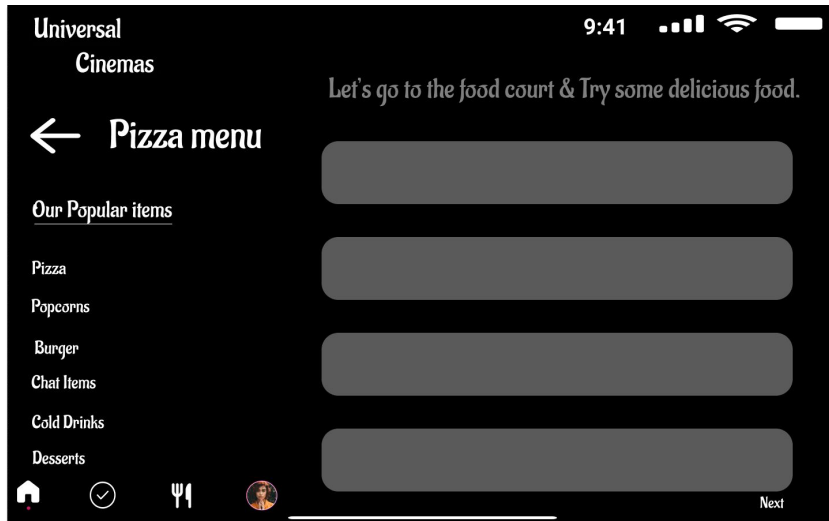 Universal
Cinemas
9:41
Let's go to the food court & Try some delicious food.
Pizza menu
Our Popular items
Pizza
Popcorns
Burger
Chat Items
Cold Drinks
Desserts
Next